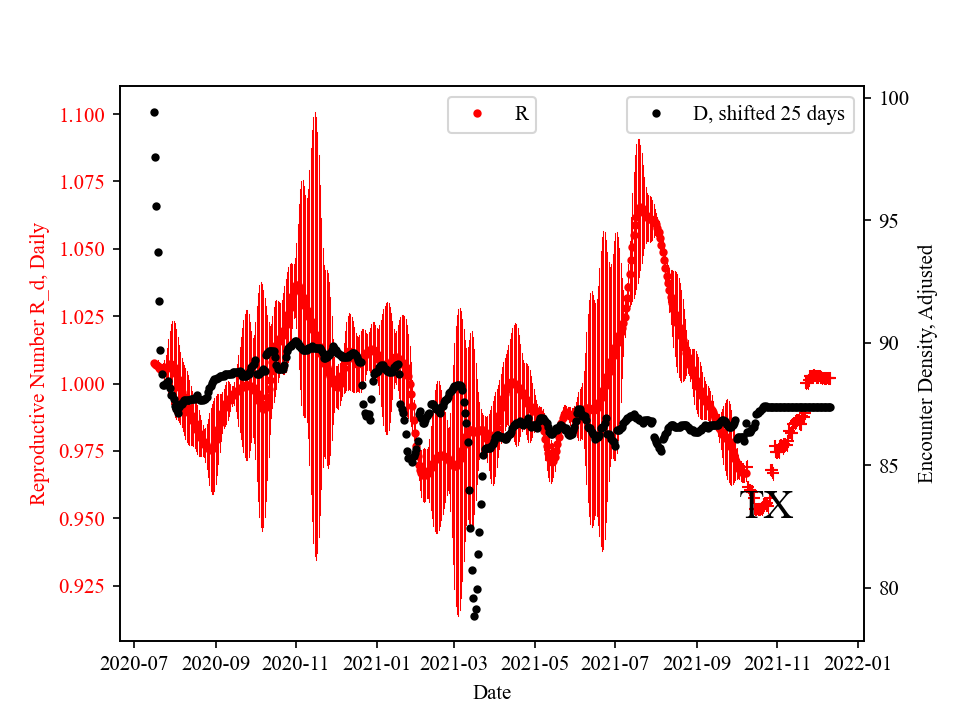 R
D, shifted 25 days
1.100
1.075
1.050
1.025
1.000
0.975
0.950
0.925
Reproductive Number R_d, Daily
100
95
90
85
80
Encounter Density, Adjusted
TX
2020-07 2020-09 2020-11 2021-01 2021-03 2021-05 2021-07 2021-09 2021-11 2022-01
Date